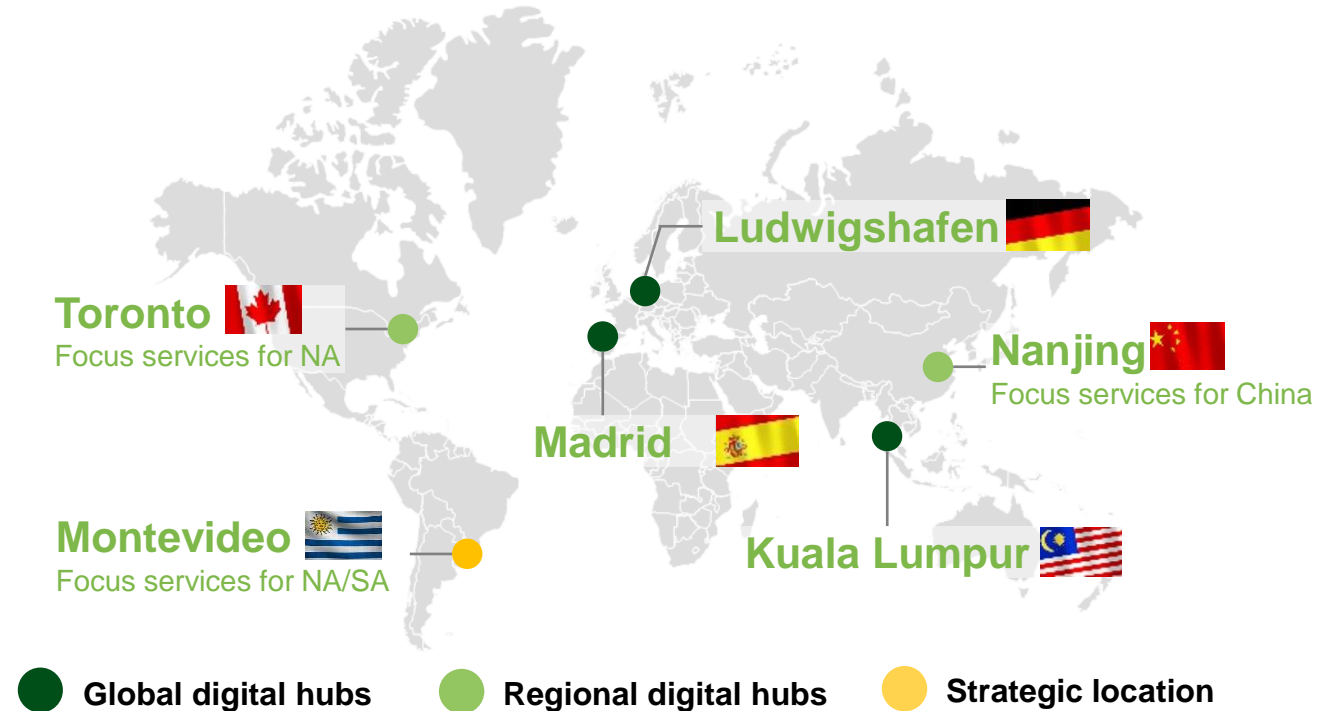 Ludwigshafen
Toronto
Focus services for NA
Nanjing
Focus services for China
Madrid
Montevideo
Focus services for NA/SA
Kuala Lumpur
Global digital hubs
Regional digital hubs
Strategic location